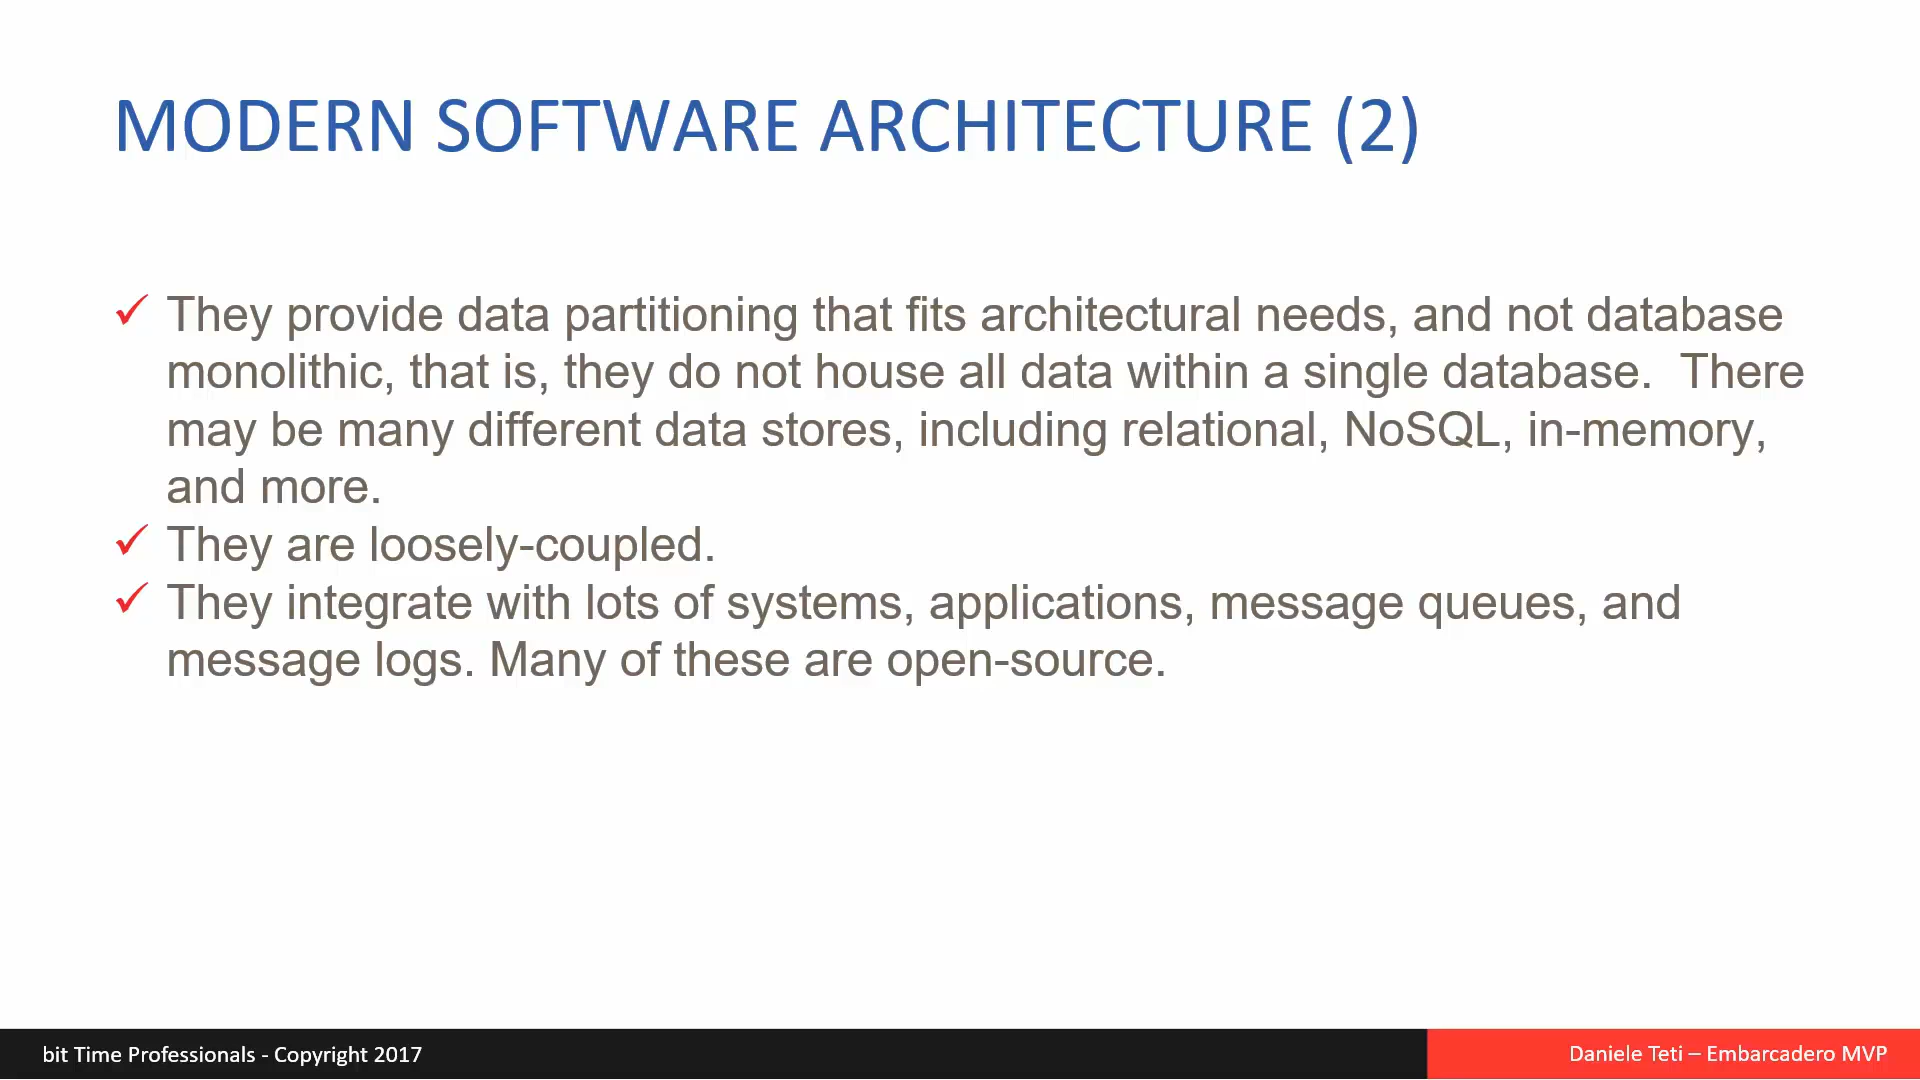 MODERN SOFTWARE ARCHITECTURE (2)
They provide data partitioning that fits architectural needs, and not database
monolithic, that is, they do not house all data within a single database.  There
may be many different data stores, including relational, NoSQL, in-memory,
and more.
They are loosely-coupled.
They integrate with lots of systems, applications, message queues, and
message logs. Many of these are open-source.
bit Time Professionals - Copyright 2017
Daniele Teti – Embarcadero MVP